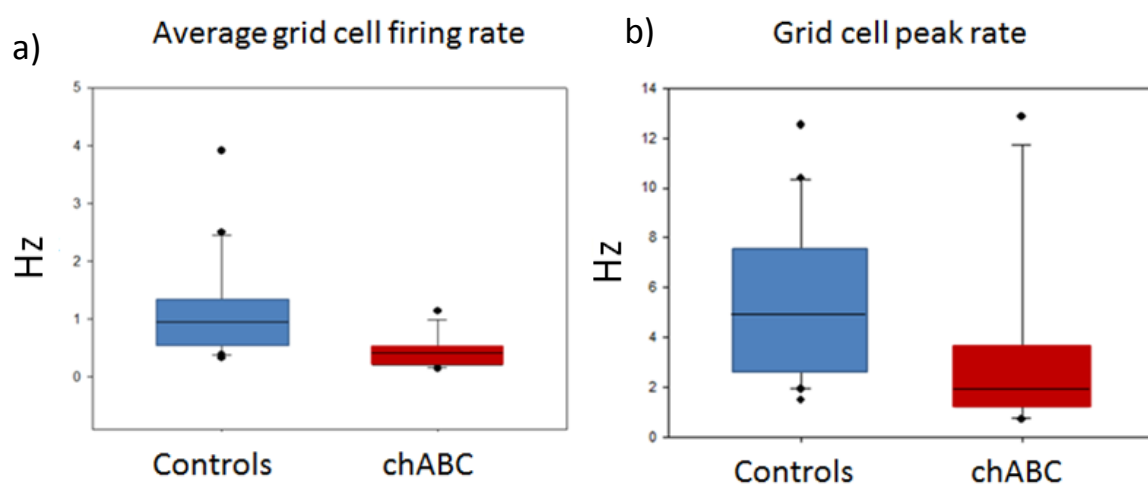 a)
Average grid cell firing rate
Hz
5
4
3
2
1
0
Controls
chABC
b)
Grid cell peak rate
Hz
14
12
10
8
6
4
2
0
Controls
chABC